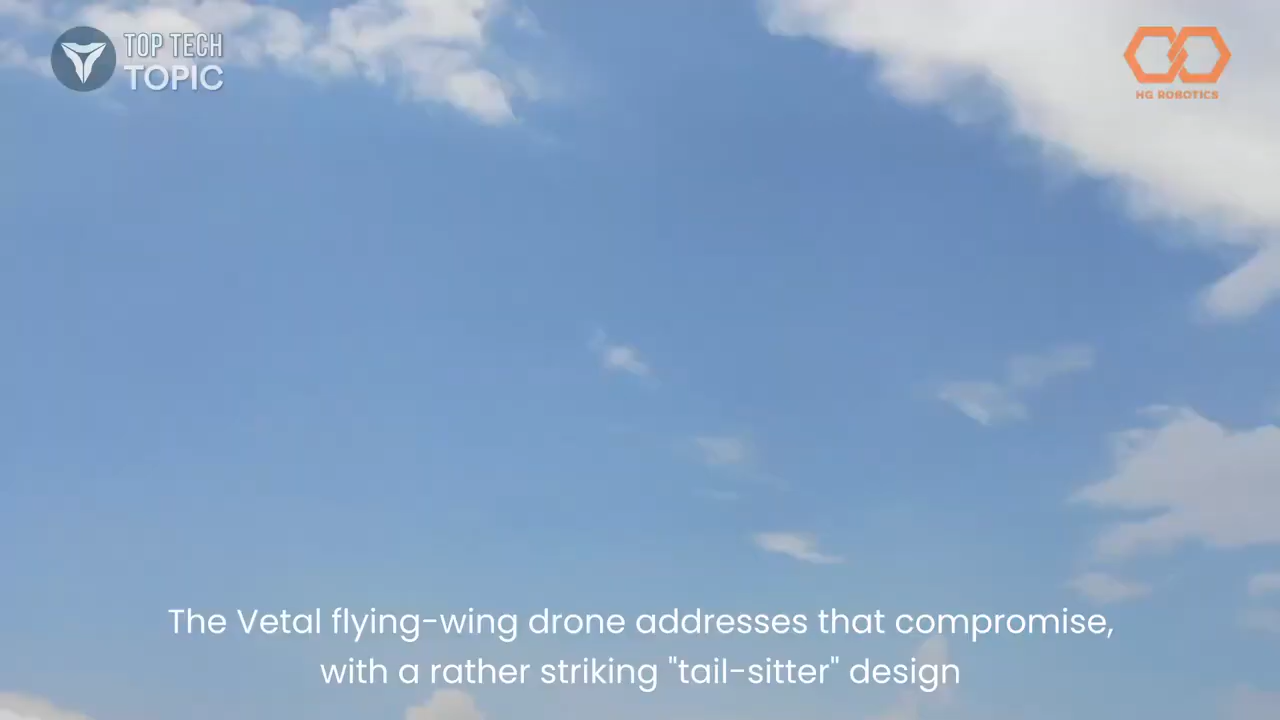 TOP TECH
TOPIC
HG ROBOTICS
The Vetal flying-wing drone addresses that compromise,
with a rather striking "tail-sitter" design